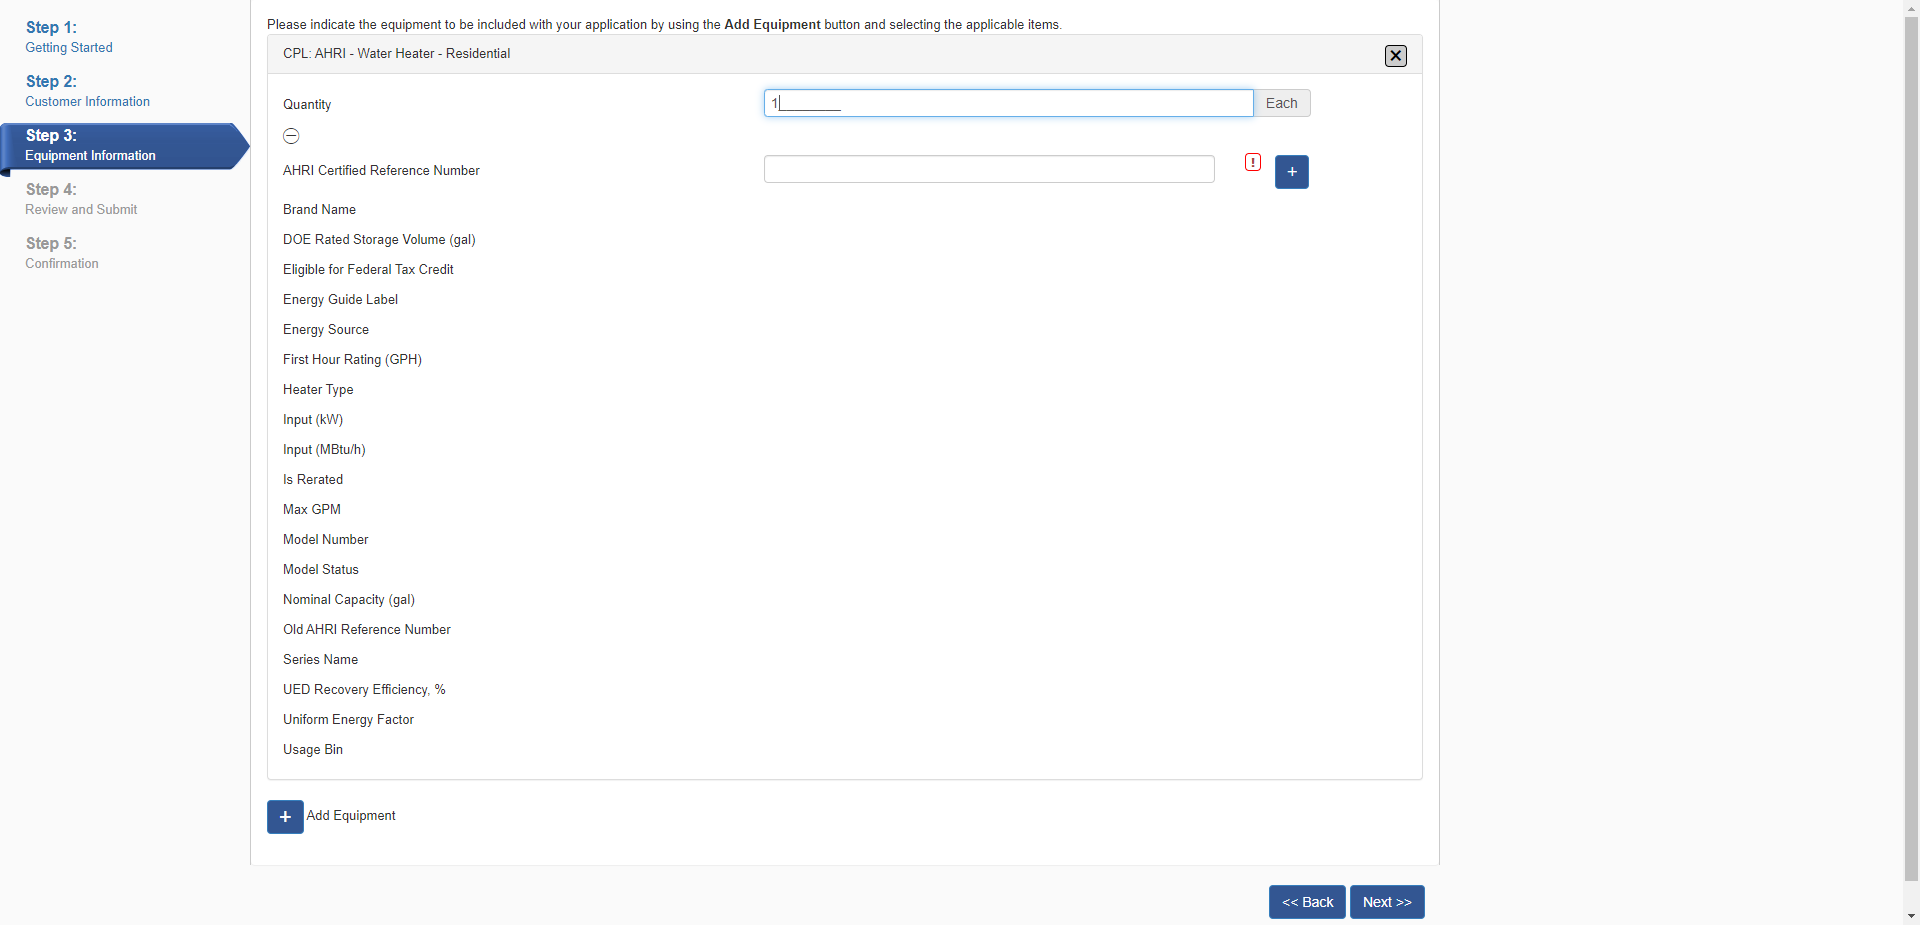 Step 1:
Getting Started
Step 2:
Customer Information
Step 3:
Equipment Information
Step 4:
Review and Submit
Step 5:
Confirmation
Please indicate the equipment to be included with your application by using the Add Equipment button and selecting the applicable items.
CPL: AHRI - Water Heater - Residential
Quantity
1________
Each
AHRI Certified Reference Number
!
+
Brand Name
DOE Rated Storage Volume (gal)
Eligible for Federal Tax Credit
Energy Guide Label
Energy Source
First Hour Rating (GPH)
Heater Type
Input (kW)
Input (MBtu/h)
Is Rerated
Max GPM
Model Number
Model Status
Nominal Capacity (gal)
Old AHRI Reference Number
Series Name
UED Recovery Efficiency, %
Uniform Energy Factor
Usage Bin
+ Add Equipment
<< Back
Next >>